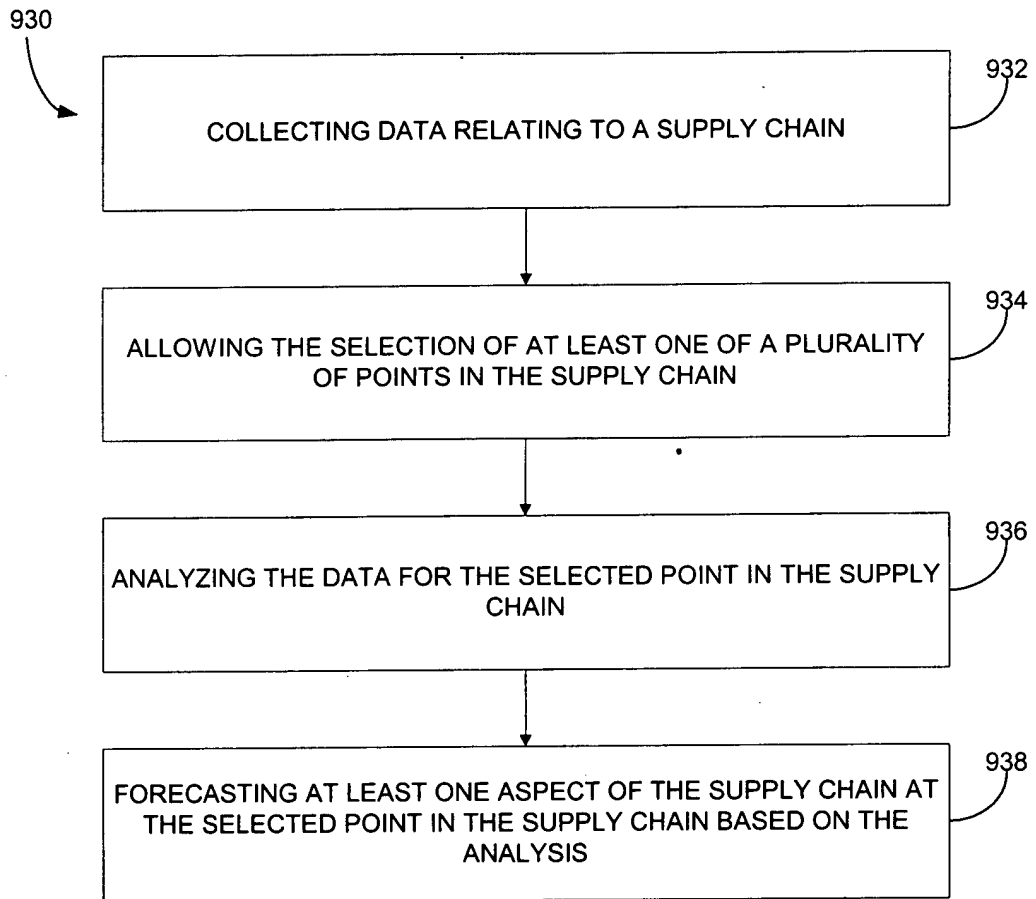 930
932
COLLECTING DATA RELATING TO A SUPPLY CHAIN
934
ALLOWING THE SELECTION OF AT LEAST ONE OF A PLURALITY
OF POINTS IN THE SUPPLY CHAIN
936
ANALYZING THE DATA FOR THE SELECTED POINT IN THE SUPPLY
CHAIN
938
FORECASTING AT LEAST ONE ASPECT OF THE SUPPLY CHAIN AT
THE SELECTED POINT IN THE SUPPLY CHAIN BASED ON THE
ANALYSIS